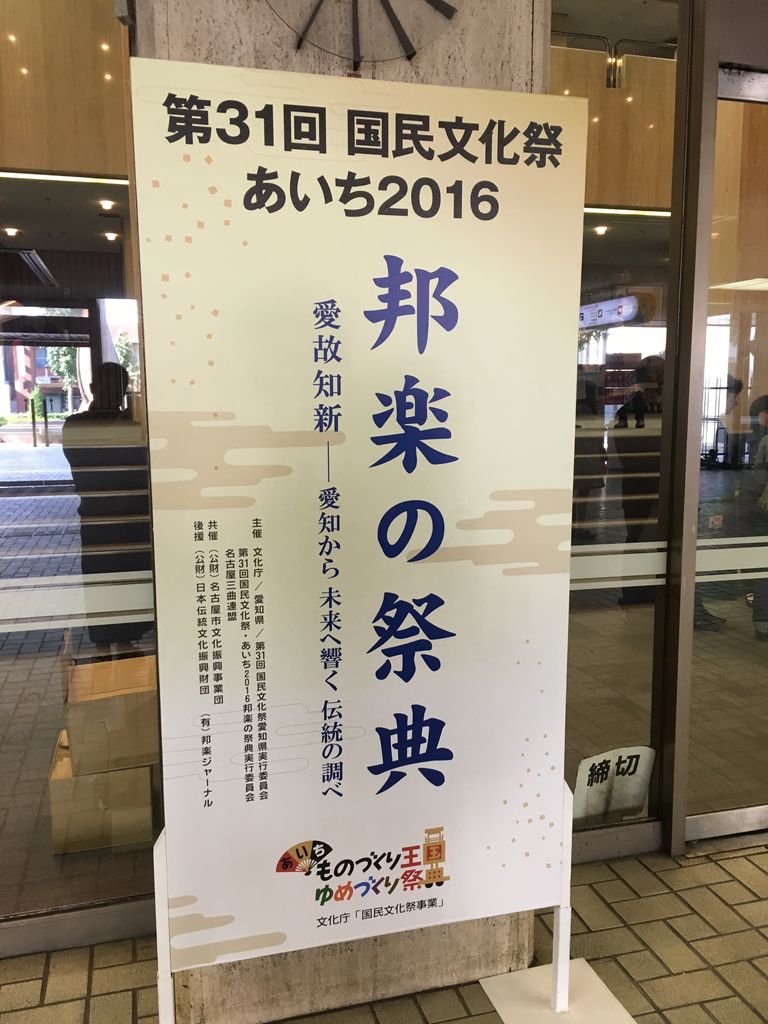 第31回 国民文化祭
あいち2016
邦楽の祭典
愛故知新 ― 愛知から 未来へ響く 伝統の調べ
主催 文化庁／愛知県／第31回国民文化祭愛知県実行委員会
第31回国民文化祭・あいち2016邦楽の祭典実行委員会
名古屋三曲連盟
共催 （公財）名古屋市文化振興事業団
後援 （公財）日本伝統文化振興財団 （有）邦楽ジャーナル
あいち
ものづくり王国
ゆめづくり祭
文化庁「国民文化祭事業」
締切